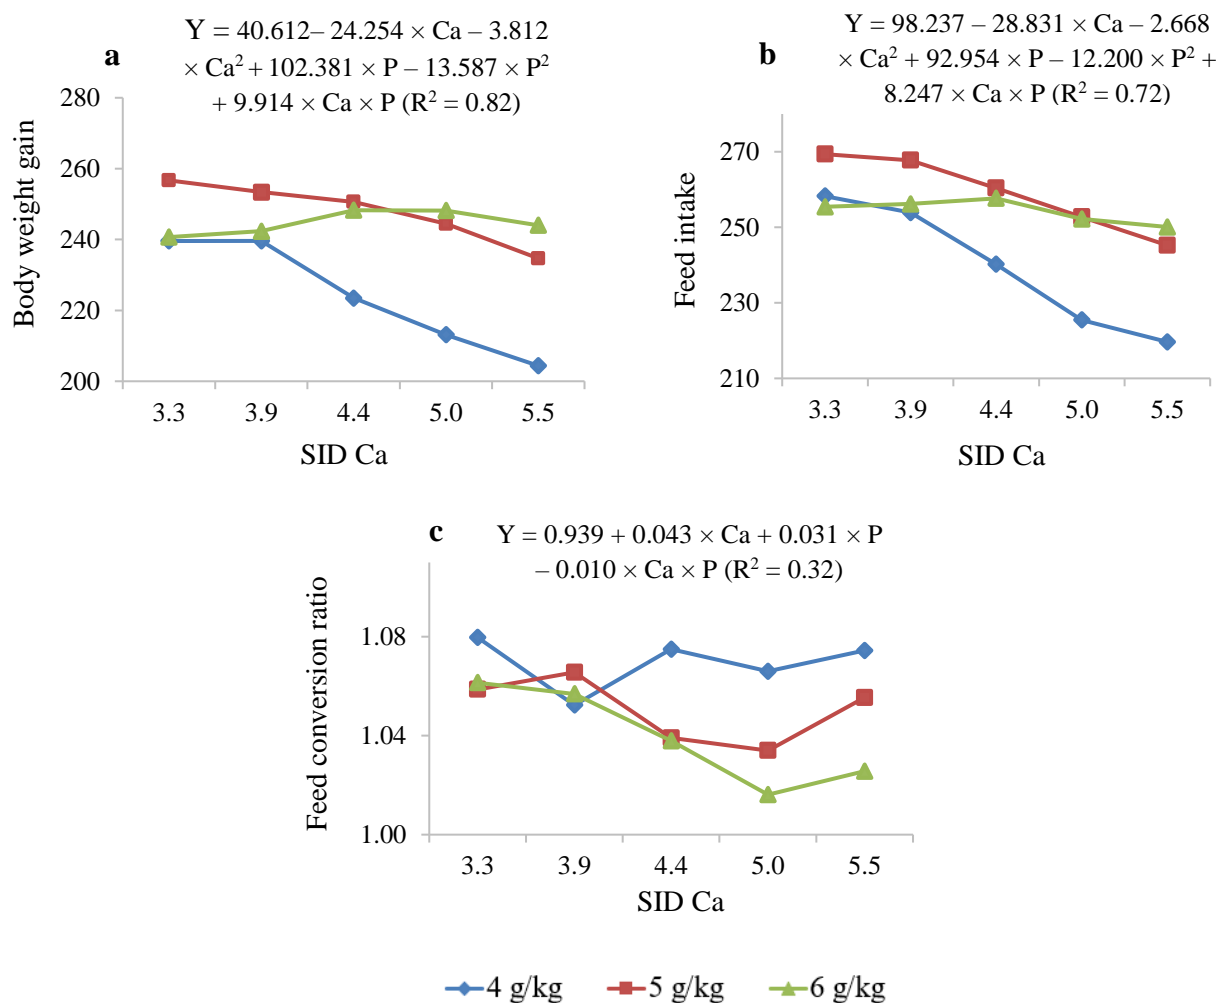 a
Y = 40.612– 24.254 × Ca – 3.812
× Ca² + 102.381 × P – 13.587 × P²
+ 9.914 × Ca × P (R² = 0.82)
Body weight gain
280
260
240
220
200
3.3 3.9 4.4 5.0 5.5
SID Ca
b
Y = 98.237 – 28.831 × Ca – 2.668
× Ca² + 92.954 × P – 12.200 × P² +
8.247 × Ca × P (R² = 0.72)
Feed intake
270
250
230
210
3.3 3.9 4.4 5.0 5.5
SID Ca
c
Y = 0.939 + 0.043 × Ca + 0.031 × P
– 0.010 × Ca × P (R² = 0.32)
Feed conversion ratio
1.08
1.04
1.00
3.3 3.9 4.4 5.0 5.5
SID Ca
4 g/kg 5 g/kg 6 g/kg